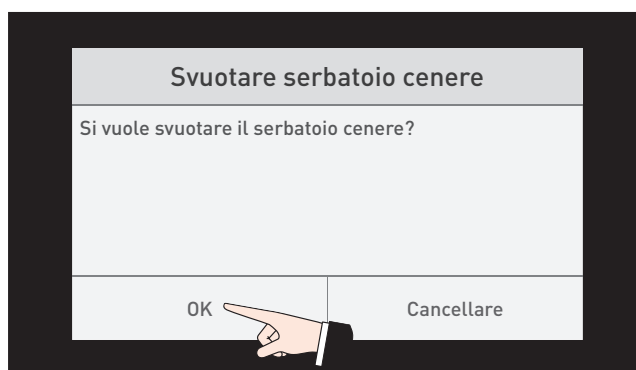 Svuotare serbatoio cenere
Si vuole svuotare il serbatoio cenere?
OK
Cancellare